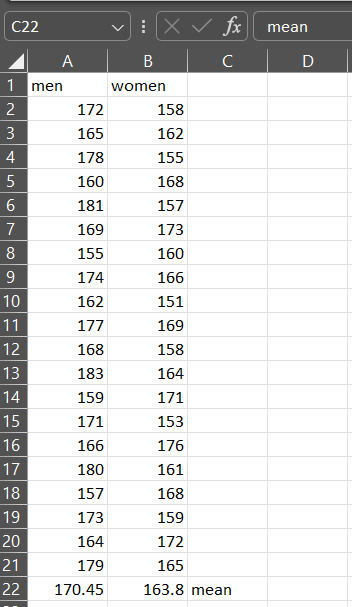 C22 fx mean
A B C D
1 men women
2 172 158
3 165 162
4 178 155
5 160 168
6 181 157
7 169 173
8 155 160
9 174 166
10 162 151
11 177 169
12 168 158
13 183 164
14 159 171
15 171 153
16 166 176
17 180 161
18 157 168
19 173 159
20 164 172
21 179 165
22 170.45 163.8 mean